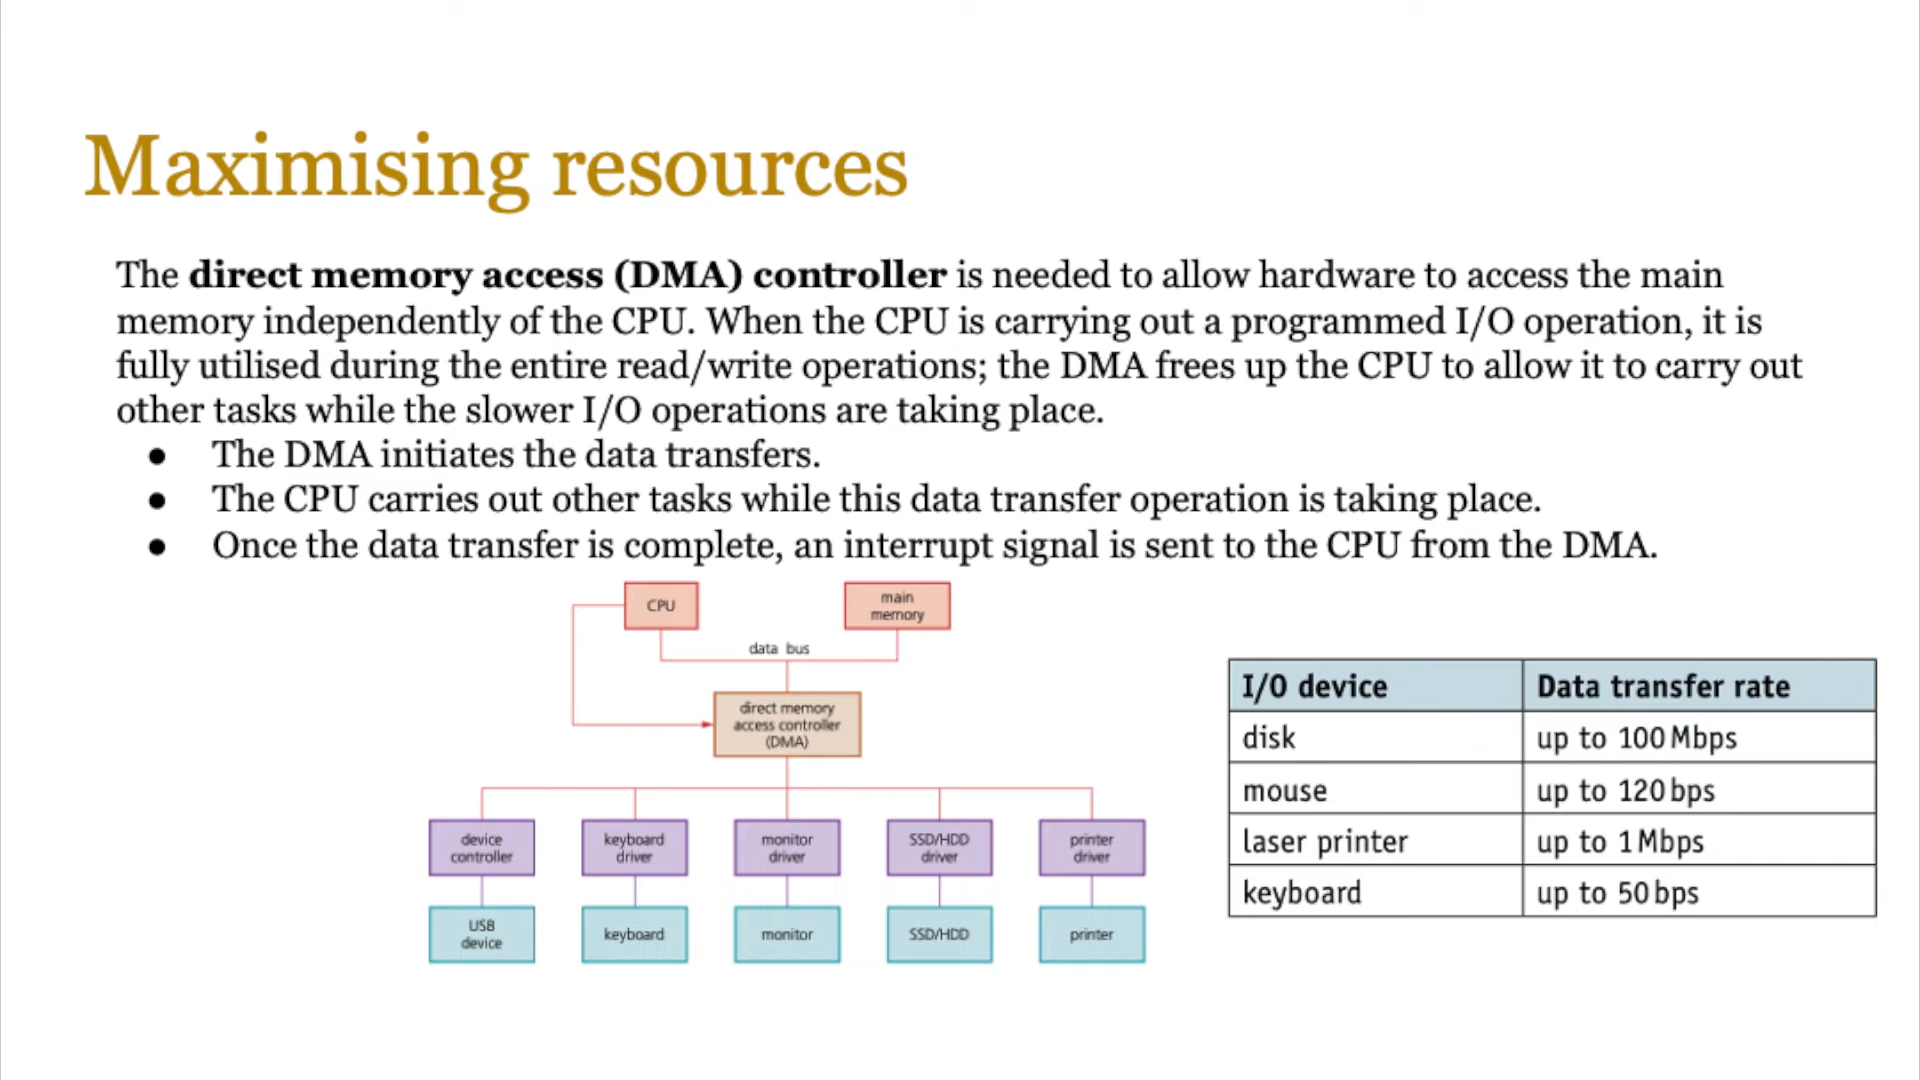 Maximising resources
The direct memory access (DMA) controller is needed to allow hardware to access the main
memory independently of the CPU. When the CPU is carrying out a programmed I/O operation, it is
fully utilised during the entire read/write operations; the DMA frees up the CPU to allow it to carry out
other tasks while the slower I/O operations are taking place.
● The DMA initiates the data transfers.
● The CPU carries out other tasks while this data transfer operation is taking place.
● Once the data transfer is complete, an interrupt signal is sent to the CPU from the DMA.
CPU
main
memory
data bus
direct memory
access controller
(DMA)
device
controller
keyboard
driver
monitor
driver
SSD/HDD
driver
printer
driver
USB
device
keyboard
monitor
SSD/HDD
printer
I/O device Data transfer rate
disk up to 100 Mbps
mouse up to 120 bps
laser printer up to 1 Mbps
keyboard up to 50 bps